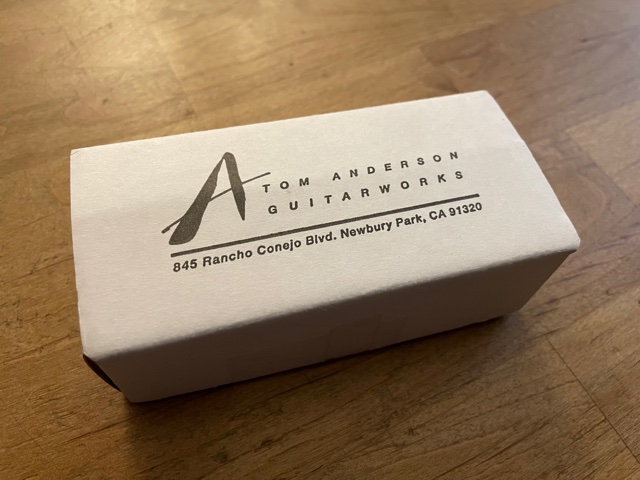 A TOM ANDERSON
GUITARWORKS
845 Rancho Conejo Blvd. Newbury Park, CA 91320